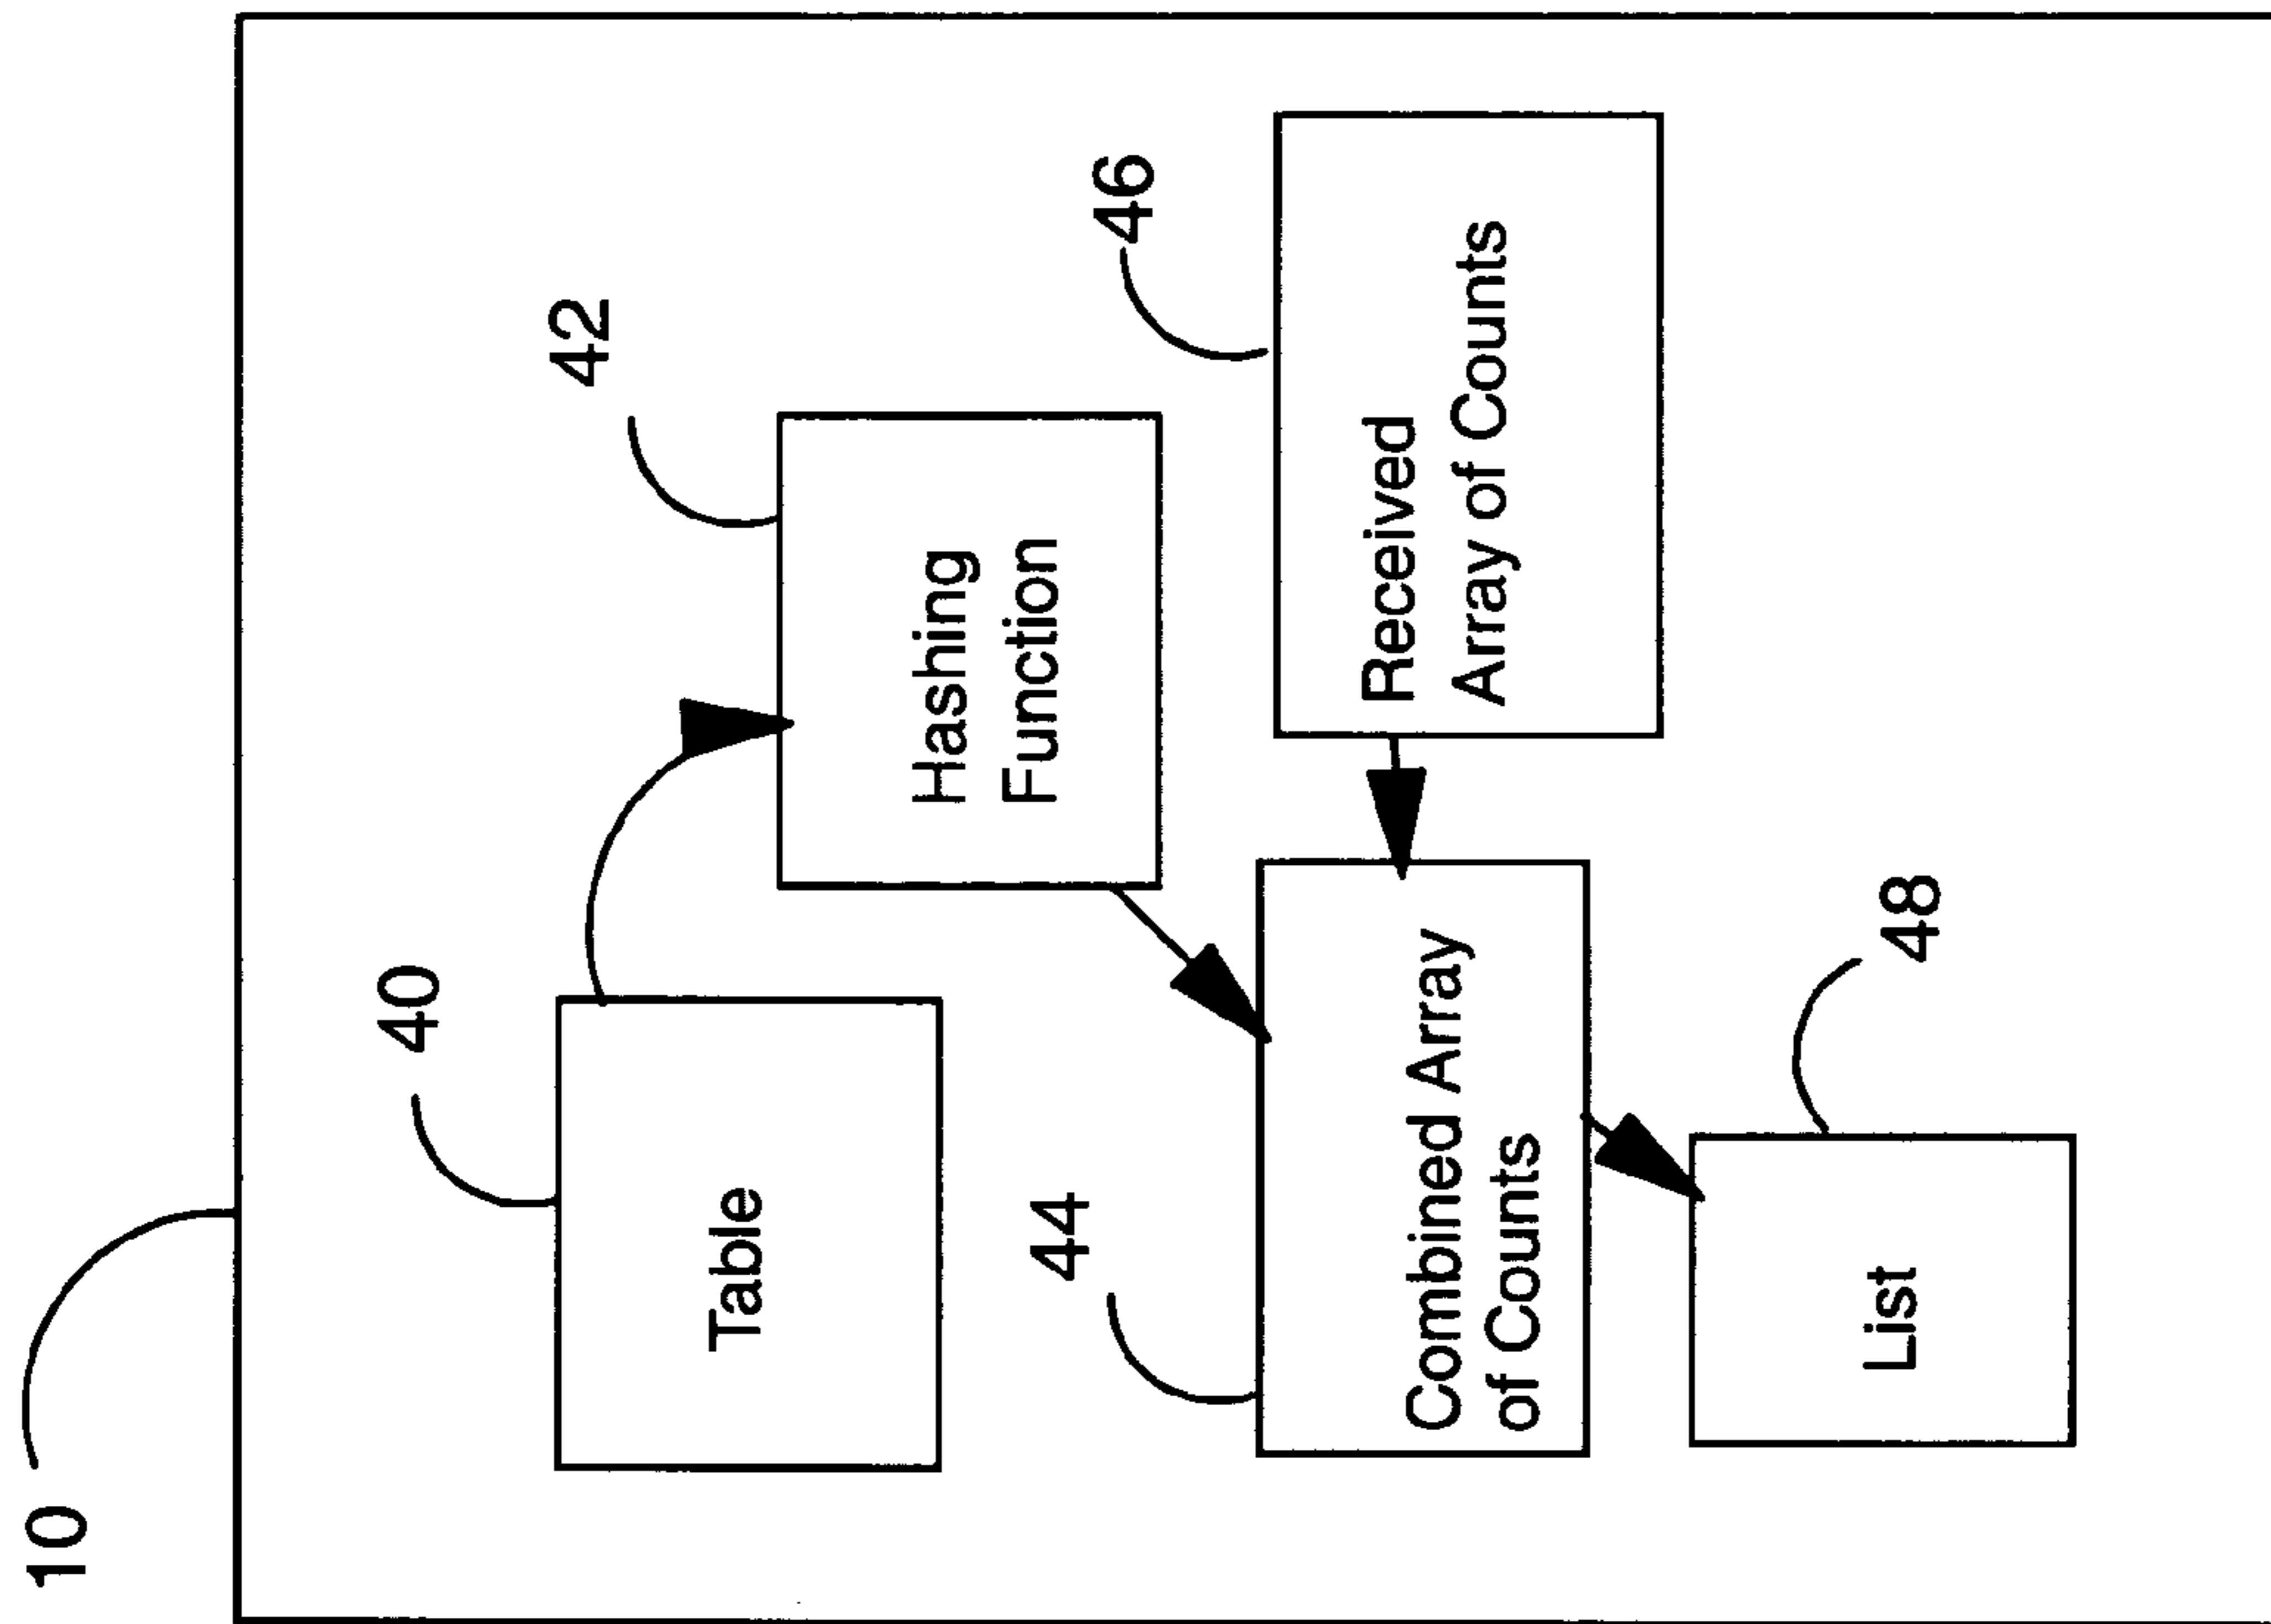 10
40
Table
42
Hashing
Function
44
Combined Array
of Counts
46
Received
Array of Counts
48
List